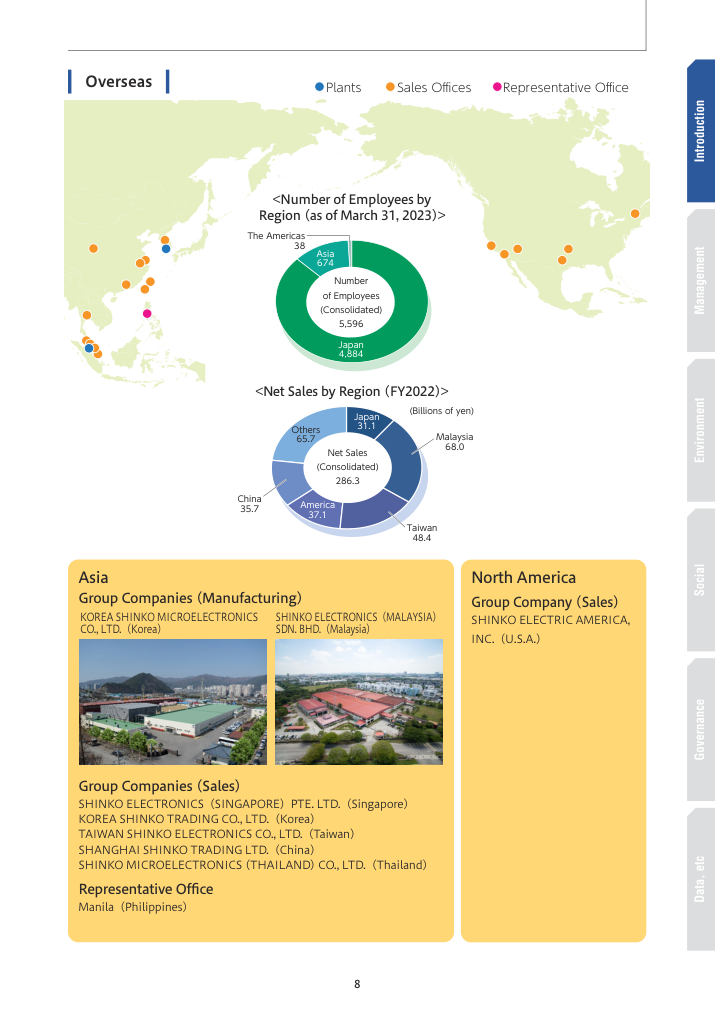 Overseas
Plants
Sales Offices
Representative Office
<Number of Employees by
Region (as of March 31, 2023)>
The Americas
38
Asia
674
Number
of Employees
(Consolidated)
5,596
Japan
4,884
<Net Sales by Region (FY2022)>
(Billions of yen)
Japan
31.1
Others
65.7
Malaysia
68.0
Net Sales
(Consolidated)
286.3
China
35.7
America
37.1
Taiwan
48.4
Asia
Group Companies (Manufacturing)
KOREA SHINKO MICROELECTRONICS
CO., LTD. (Korea)
SHINKO ELECTRONICS (MALAYSIA)
SDN. BHD. (Malaysia)
Group Companies (Sales)
SHINKO ELECTRONICS (SINGAPORE) PTE. LTD. (Singapore)
KOREA SHINKO TRADING CO., LTD. (Korea)
TAIWAN SHINKO ELECTRONICS CO., LTD. (Taiwan)
SHANGHAI SHINKO TRADING LTD. (China)
SHINKO MICROELECTRONICS (THAILAND) CO., LTD. (Thailand)
Representative Office
Manila (Philippines)
North America
Group Company (Sales)
SHINKO ELECTRIC AMERICA,
INC. (U.S.A.)
Introduction
Management
Environment
Social
Governance
Data, etc
8